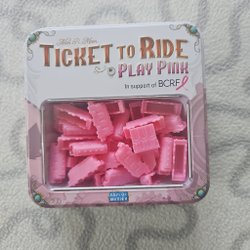 Alan R. Moon
TICKET TO RIDE
PLAY PINK
In support of BCRF
DAYS OF
WONDER